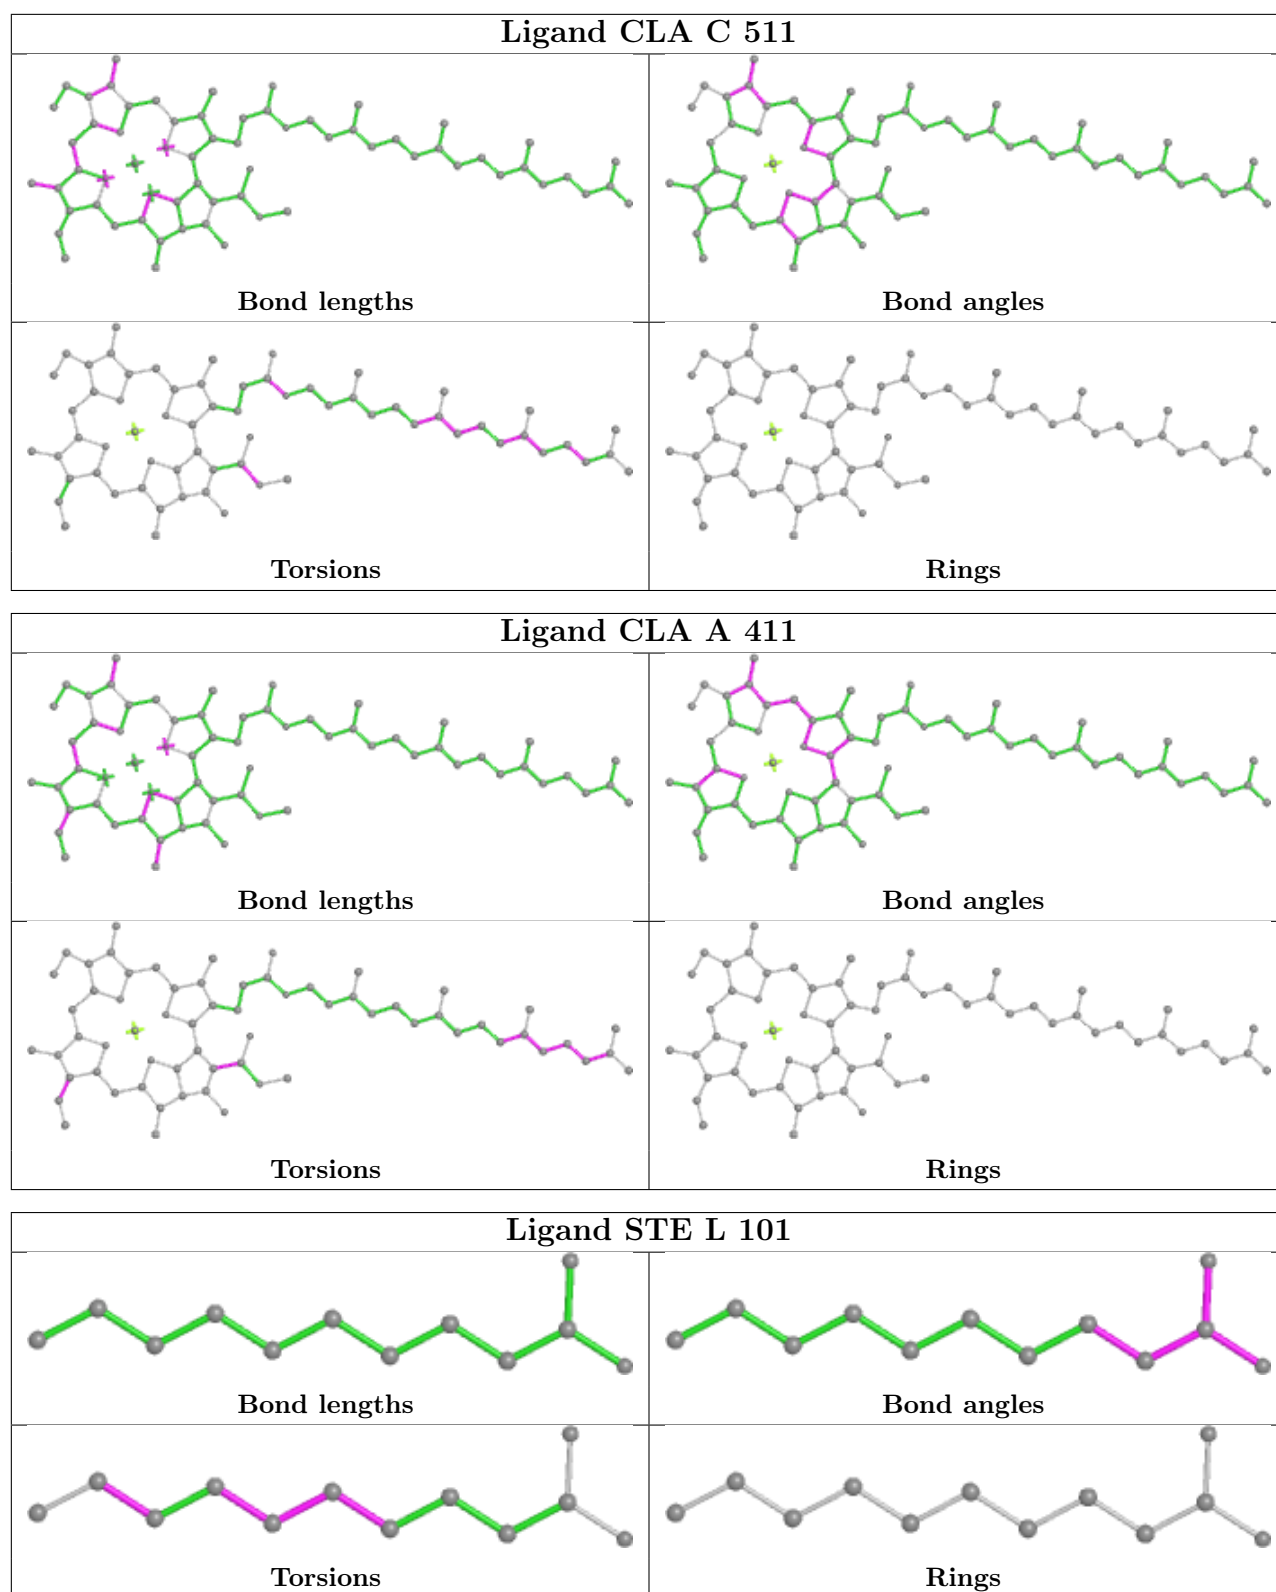 Ligand CLA C 511
Bond lengths
Bond angles
Torsions
Rings
Ligand CLA A 411
Bond lengths
Bond angles
Torsions
Rings
Ligand STE L 101
Bond lengths
Bond angles
Torsions
Rings